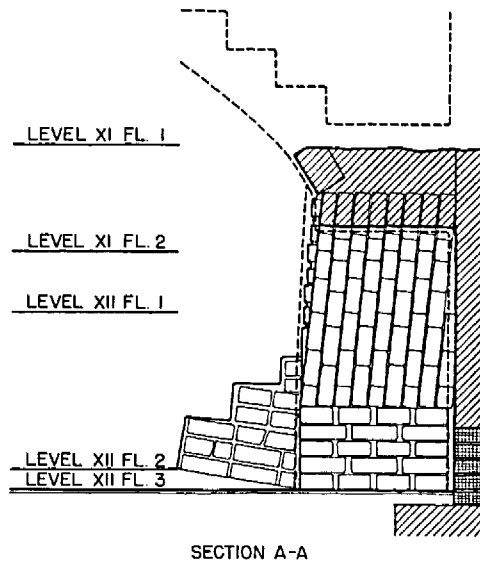 LEVEL XI FL. 1
LEVEL XI FL. 2
LEVEL XII FL. 1
LEVEL XII FL. 2
LEVEL XII FL. 3
SECTION A-A